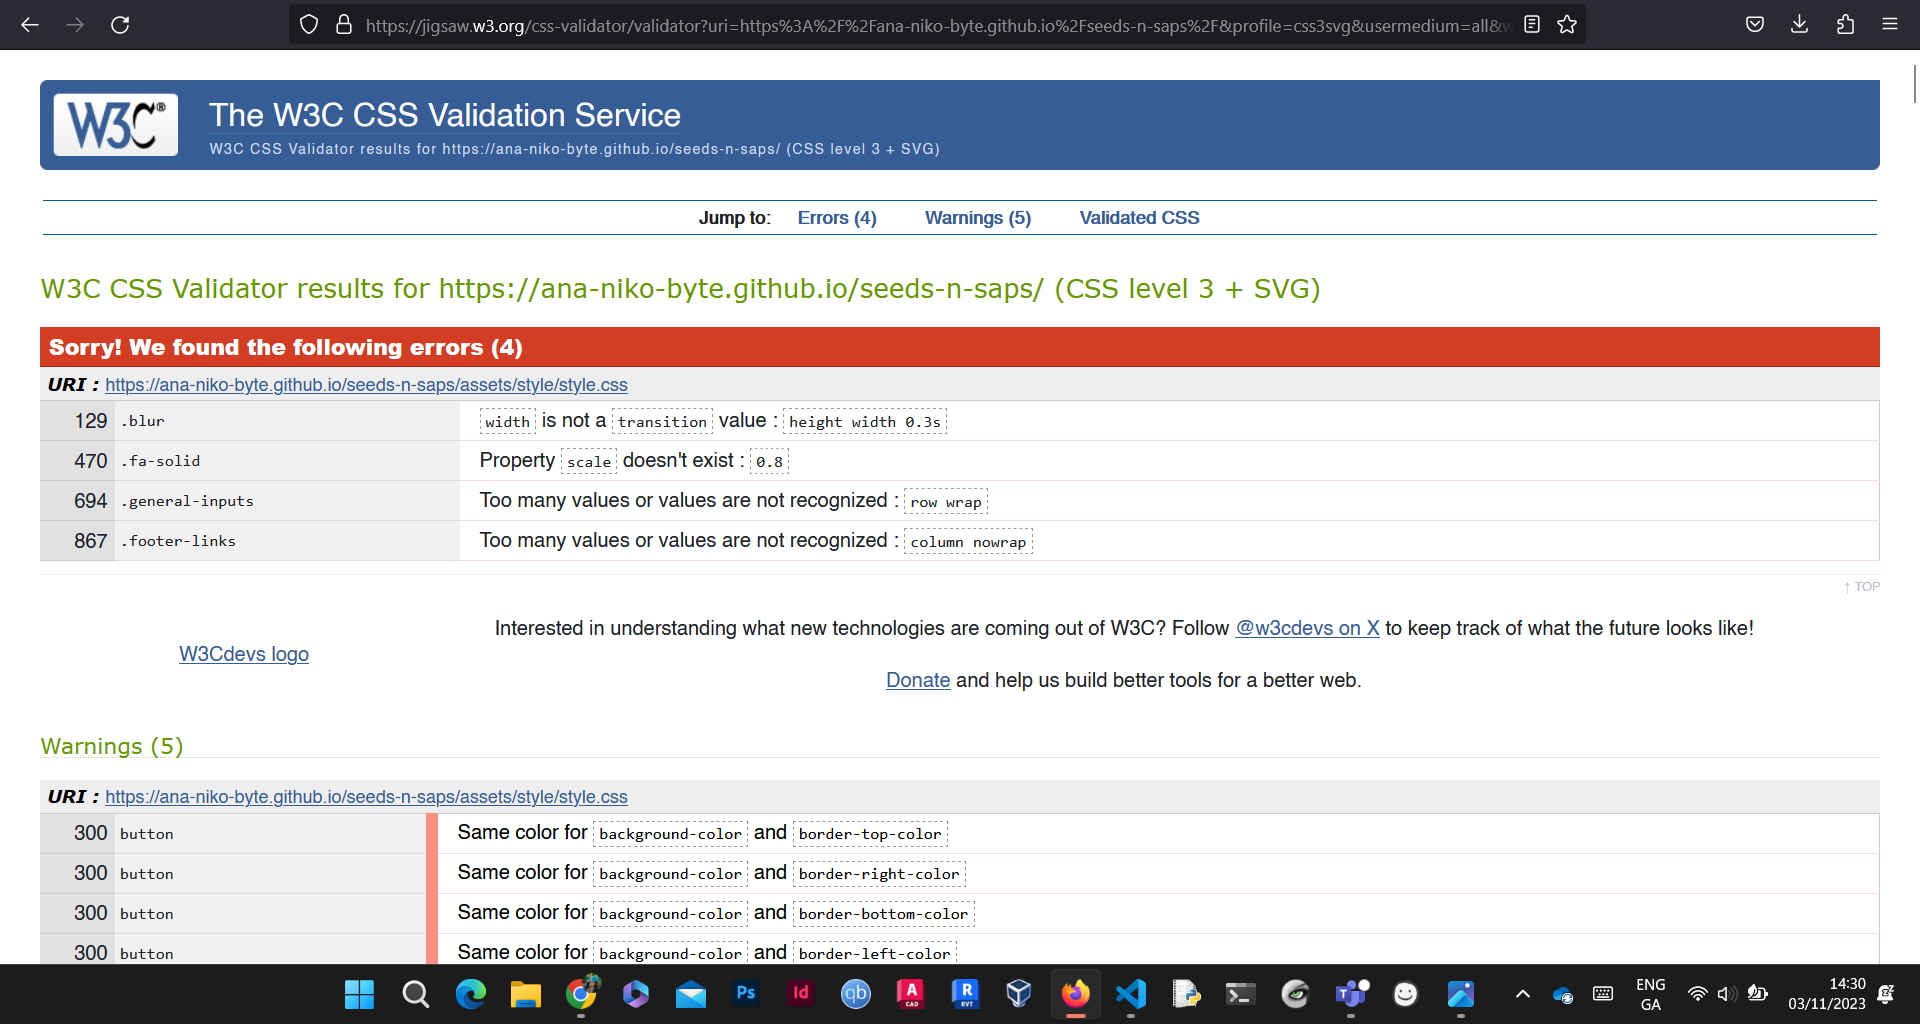 https://jigsaw.w3.org/css-validator/validator?uri=https%3A%2F%2Fana-niko-byte.github.io%2Fseeds-n-saps%2F&profile=css3svg&usermedium=all&w
W3C®
The W3C CSS Validation Service
W3C CSS Validator results for https://ana-niko-byte.github.io/seeds-n-saps/ (CSS level 3 + SVG)
Jump to: Errors (4) Warnings (5) Validated CSS
W3C CSS Validator results for https://ana-niko-byte.github.io/seeds-n-saps/ (CSS level 3 + SVG)
Sorry! We found the following errors (4)
URI : https://ana-niko-byte.github.io/seeds-n-saps/assets/style/style.css
129 .blur width is not a transition value : height width 0.3s
470 .fa-solid Property scale doesn't exist : 0.8
694 .general-inputs Too many values or values are not recognized : row wrap
867 .footer-links Too many values or values are not recognized : column nowrap
↑ TOP
Interested in understanding what new technologies are coming out of W3C? Follow @w3cdevs on X to keep track of what the future looks like!
W3Cdevs logo
Donate and help us build better tools for a better web.
Warnings (5)
URI : https://ana-niko-byte.github.io/seeds-n-saps/assets/style/style.css
300 button Same color for background-color and border-top-color
300 button Same color for background-color and border-right-color
300 button Same color for background-color and border-bottom-color
300 button Same color for background-color and border-left-color
Ps Id qb A CAD R RVT
ENG
GA
14:30
03/11/2023